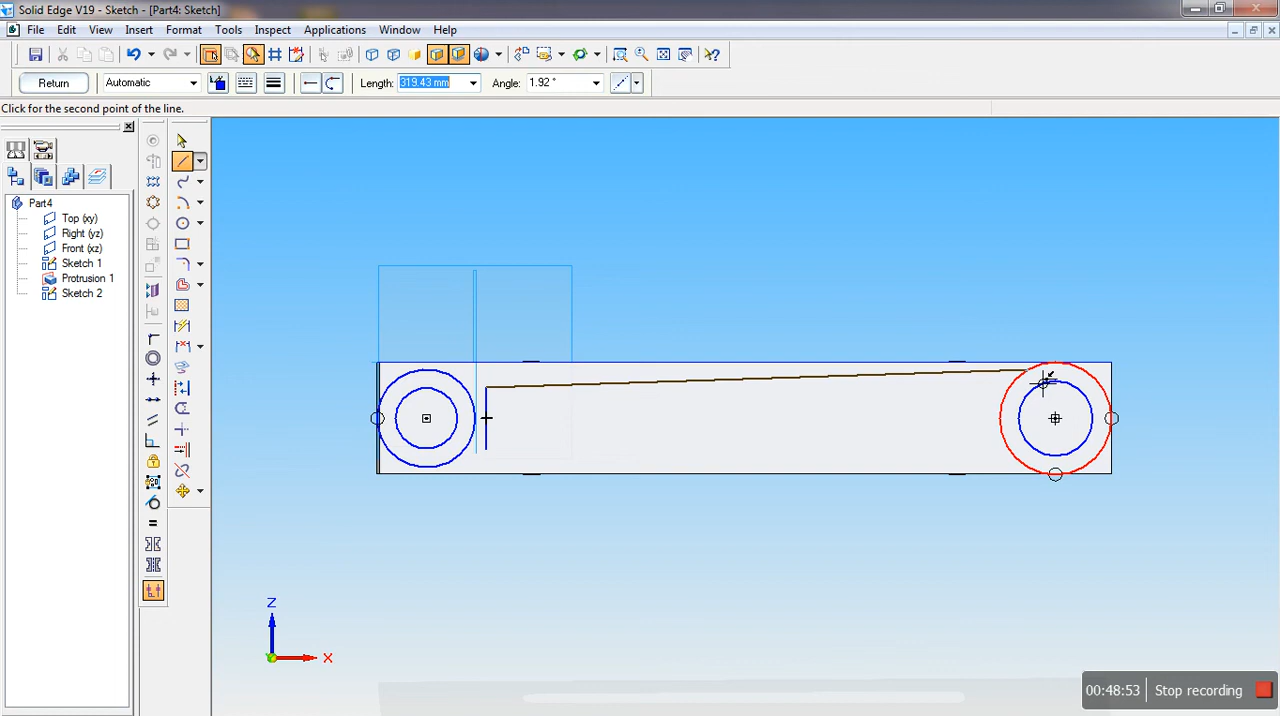 Solid Edge V19 - Sketch - [Part4: Sketch]
File Edit View Insert Format Tools Inspect Applications Window Help
Return Automatic Length: 319.43 mm Angle: 1.92 °
Click for the second point of the line.
Part4
Top (xy)
Right (yz)
Front (xz)
Sketch 1
Protrusion 1
Sketch 2
Z
X
00:48:53 Stop recording